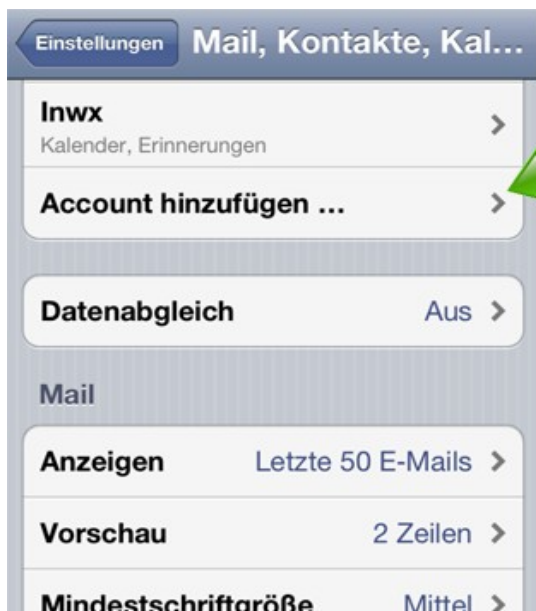 Einstellungen Mail, Kontakte, Kal...
Inwx
Kalender, Erinnerungen
Account hinzufügen ...
Datenabgleich Aus
Mail
Anzeigen Letzte 50 E-Mails
Vorschau 2 Zeilen
Mindestschriftgröße Mittel